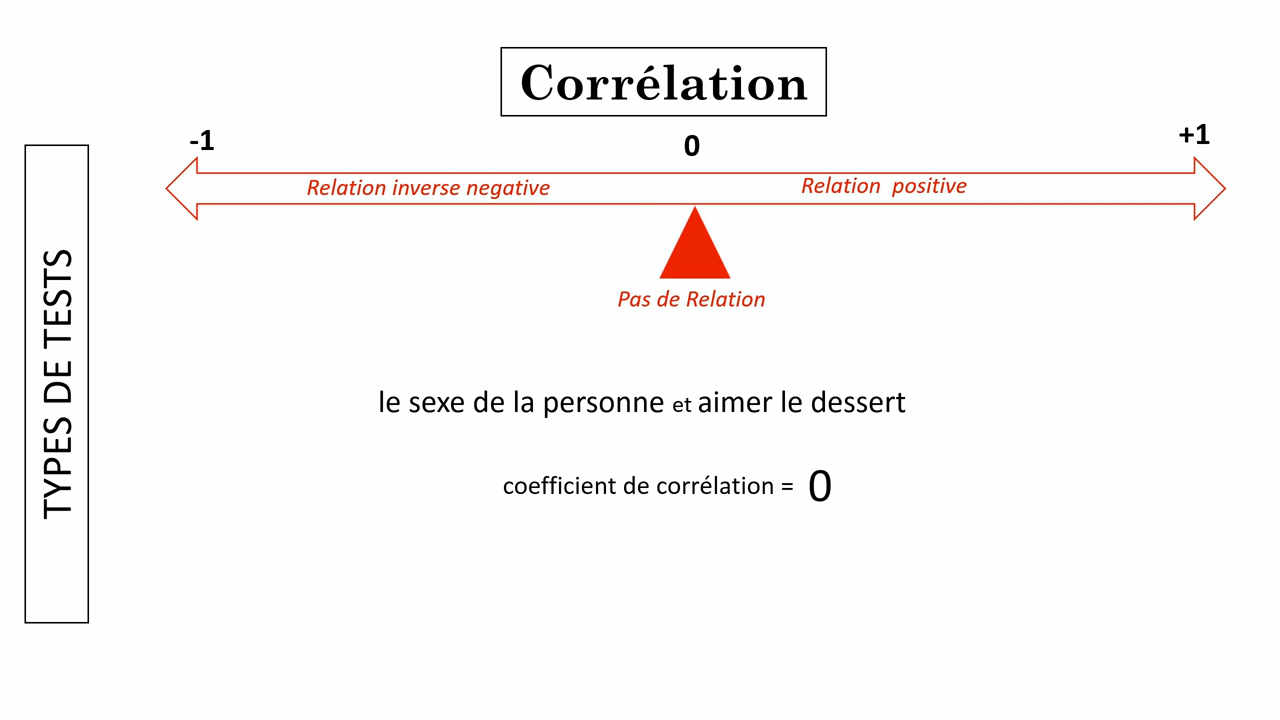 Corrélation
-1
0
+1
Relation inverse negative
Relation positive
Pas de Relation
TYPES DE TESTS
le sexe de la personne et aimer le dessert
coefficient de corrélation = 0